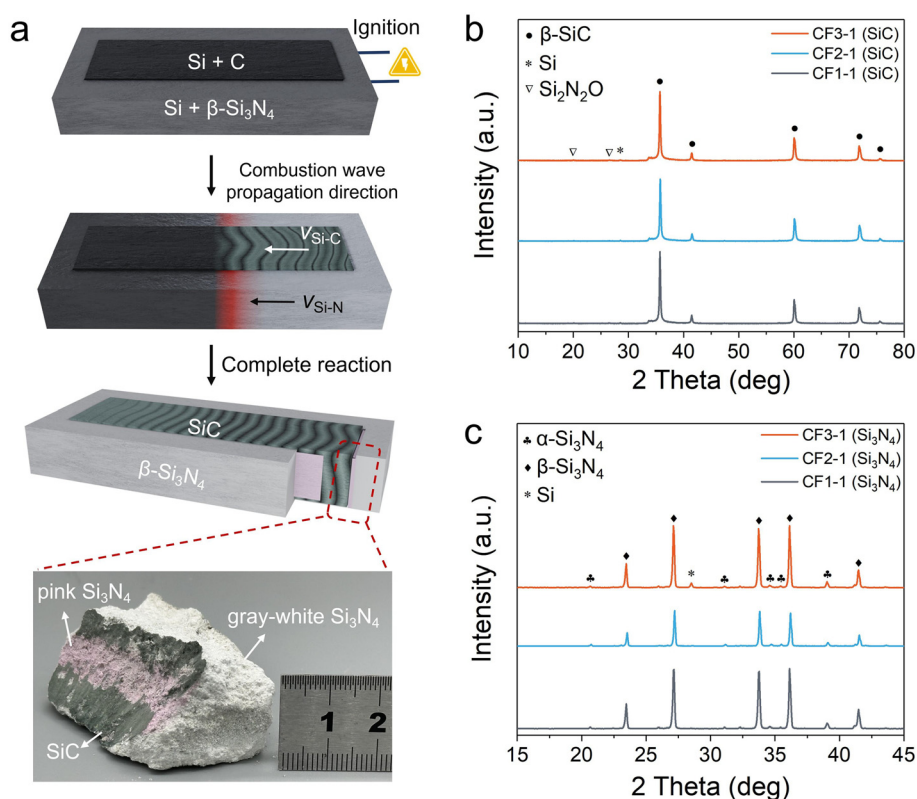 a
Ignition
Si + C
Si + β-Si₃N₄
Combustion wave
propagation direction
vSi-C
vSi-N
Complete reaction
SiC
β-Si₃N₄
pink Si₃N₄
gray-white Si₃N₄
SiC
1 2
b
● β-SiC
* Si
▽ Si₂N₂O
CF3-1 (SiC)
CF2-1 (SiC)
CF1-1 (SiC)
Intensity (a.u.)
10 20 30 40 50 60 70 80
2 Theta (deg)
c
♣ α-Si₃N₄
♦ β-Si₃N₄
* Si
CF3-1 (Si₃N₄)
CF2-1 (Si₃N₄)
CF1-1 (Si₃N₄)
Intensity (a.u.)
15 20 25 30 35 40 45
2 Theta (deg)